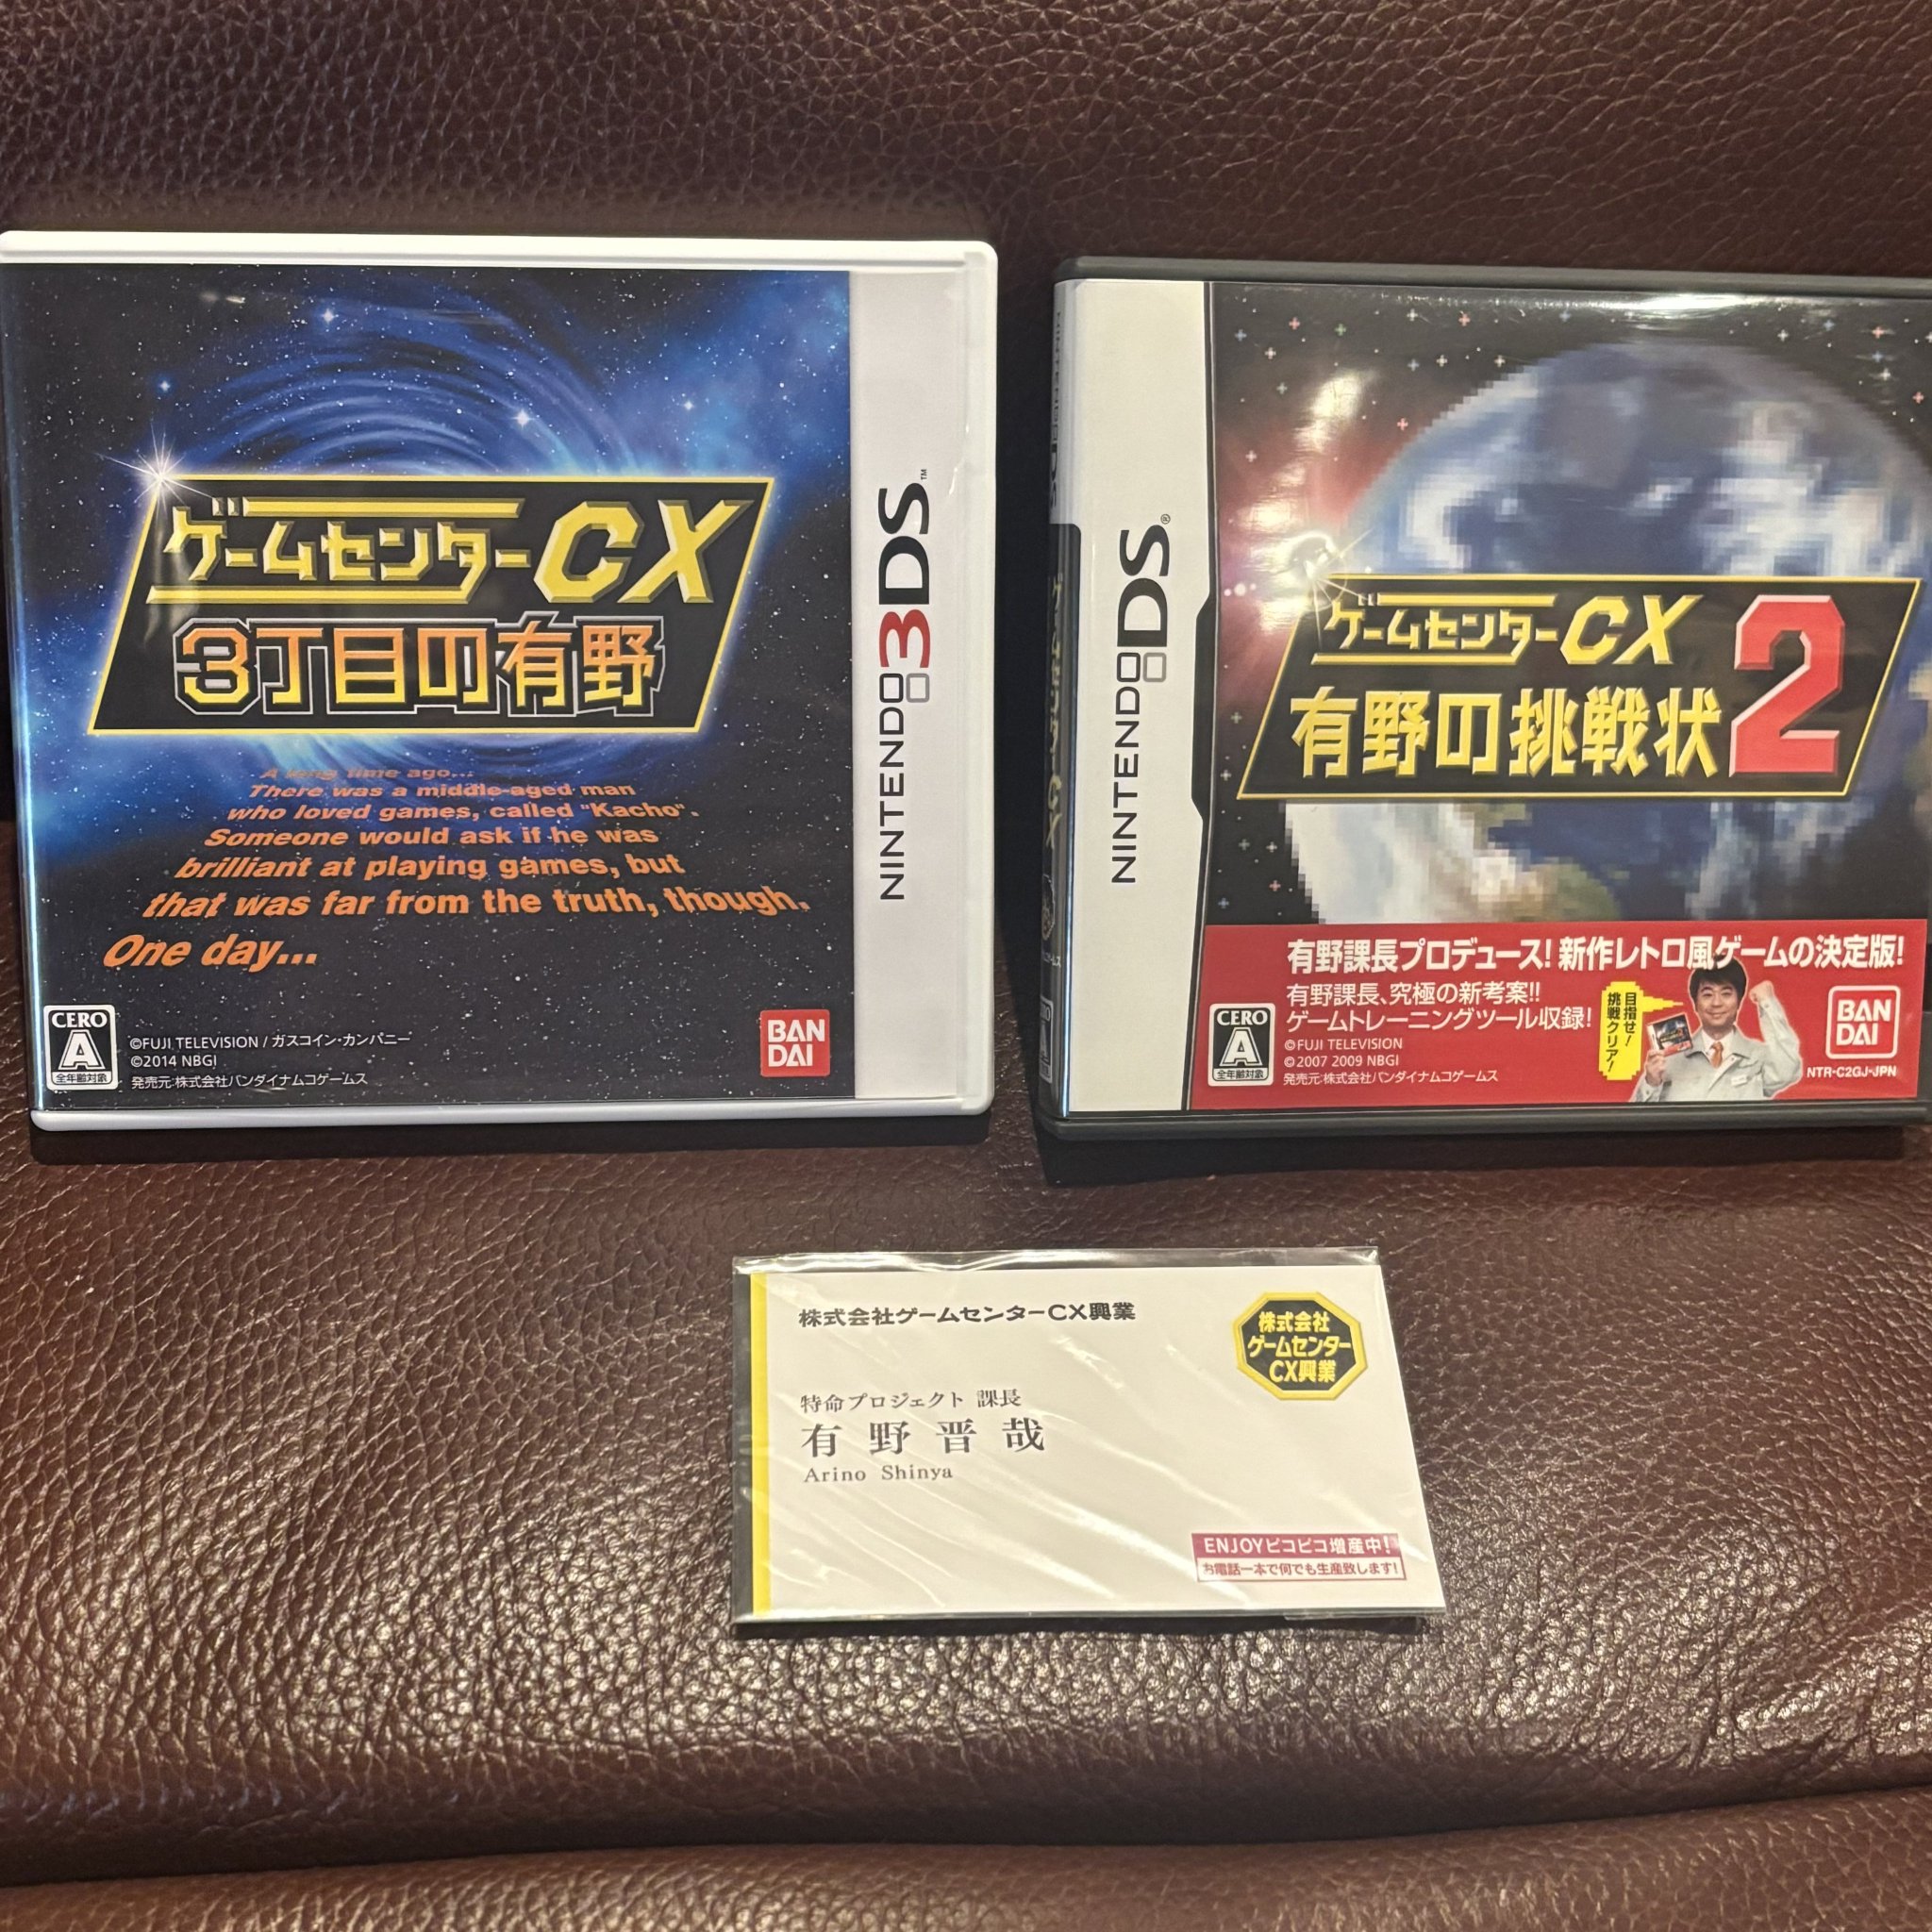 ゲームセンターCX
3丁目の有野
A long time ago...
There was a middle-aged man
who loved games, called "Kacho".
Someone would ask if he was
brilliant at playing games, but
that was far from the truth, though.
One day...
CERO
A
全年齢対象
©FUJI TELEVISION / ガスコイン・カンパニー
©2014 NBGI
発売元:株式会社バンダイナムコゲームス
BAN
DAI
NINTENDO3DS™
NINTENDODS®
ゲームセンターCX
有野の挑戦状2
有野課長プロデュース!新作レトロ風ゲームの決定版!
有野課長、究極の新考案!!
ゲームトレーニングツール収録!
目指せ!
挑戦クリア!
CERO
A
全年齢対象
©FUJI TELEVISION
©2007 2009 NBGI
発売元:株式会社バンダイナムコゲームス
BAN
DAI
NTR-C2GJ-JPN
株式会社ゲームセンターCX興業
株式会社
ゲームセンター
CX興業
特命プロジェクト 課長
有野晋哉
Arino Shinya
ENJOYピコピコ増産中!
お電話一本で何でも生産致します!